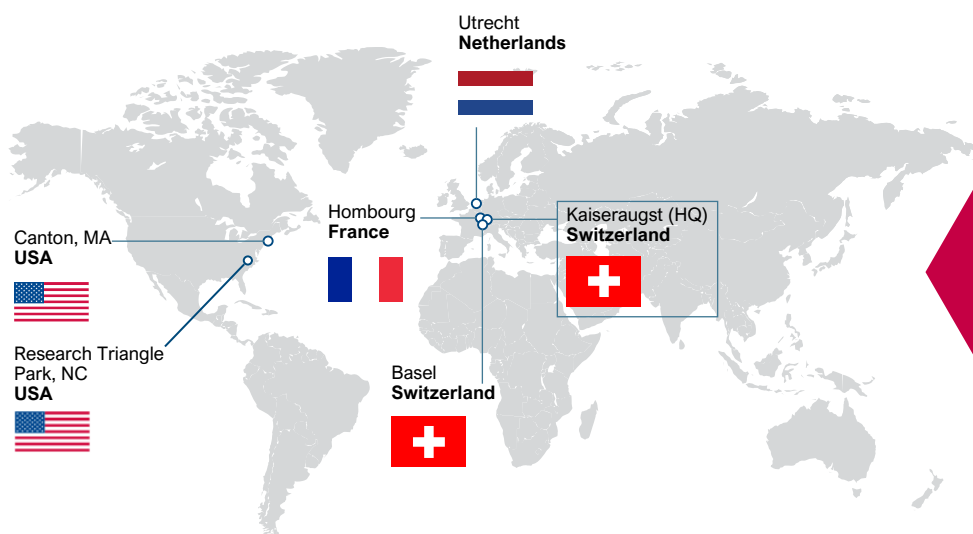 Utrecht
Netherlands
Hombourg
France
Kaiseraugst (HQ)
Switzerland
Canton, MA
USA
Research Triangle
Park, NC
USA
Basel
Switzerland